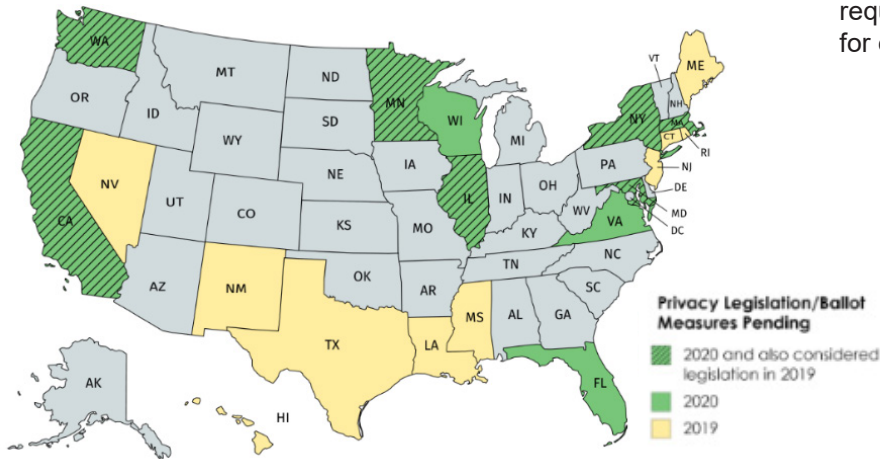 requ
for
WA
MT
ND
MN
OR
ID
SD
WY
WI
MI
VT
NH
ME
NY
MA
CT
RI
NJ
PA
IA
NE
NV
UT
CO
CA
IL
IN
OH
DE
MD
DC
WV
VA
KS
MO
KY
NC
TN
SC
AZ
NM
OK
AR
MS
AL
GA
TX
LA
FL
AK
HI
Privacy Legislation/Ballot
Measures Pending
2020 and also considered
legislation in 2019
2020
2019